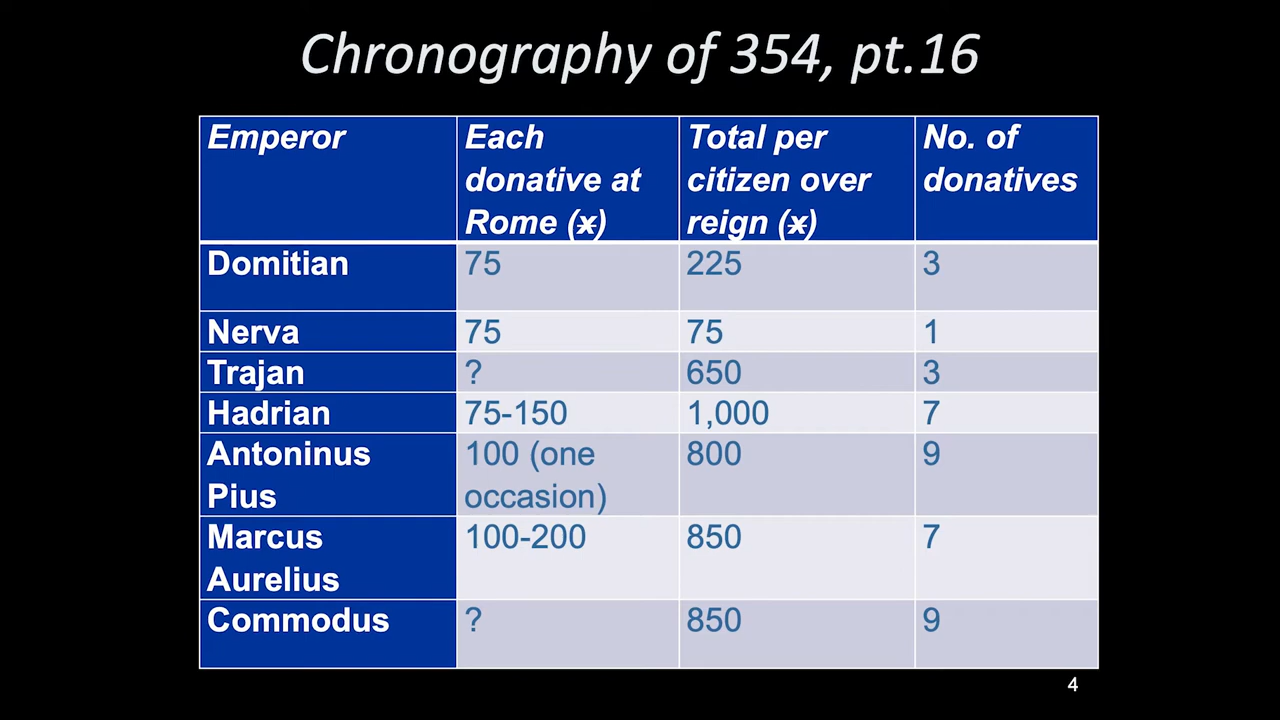 Chronography of 354, pt.16
Emperor
Each
donative at
Rome (x)
Total per
citizen over
reign (x)
No. of
donatives
Domitian
75
225
3
Nerva
75
75
1
Trajan
?
650
3
Hadrian
75-150
1,000
7
Antoninus
Pius
100 (one
occasion)
800
9
Marcus
Aurelius
100-200
850
7
Commodus
?
850
9
4